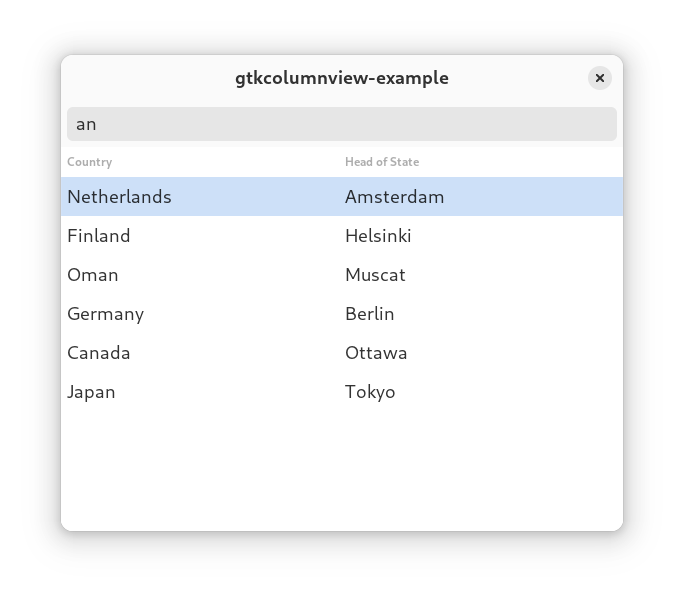 gtkcolumnview-example
an
Country Head of State
Netherlands Amsterdam
Finland Helsinki
Oman Muscat
Germany Berlin
Canada Ottawa
Japan Tokyo